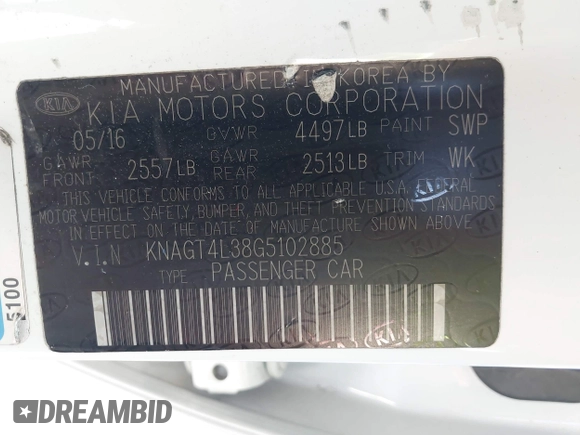 MANUFACTURED IN KOREA BY
KIA KIA MOTORS CORPORATION
05/16 GVWR 4497LB PAINT SWP
GAWR FRONT 2557LB GAWR REAR 2513LB TRIM WK
THIS VEHICLE CONFORMS TO ALL APPLICABLE U.S.A. FEDERAL
MOTOR VEHICLE SAFETY, BUMPER, AND THEFT PREVENTION STANDARDS
IN EFFECT ON THE DATE OF MANUFACTURE SHOWN ABOVE
V.I.N KNAGT4L38G5102885
TYPE PASSENGER CAR
5100
DREAMBID